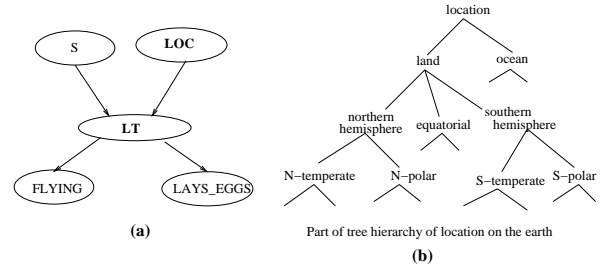 S
LOC
LT
FLYING
LAYS_EGGS
(a)
location
land
ocean
northern
hemisphere
equatorial
southern
hemisphere
N-temperate
N-polar
S-temperate
S-polar
Part of tree hierarchy of location on the earth
(b)